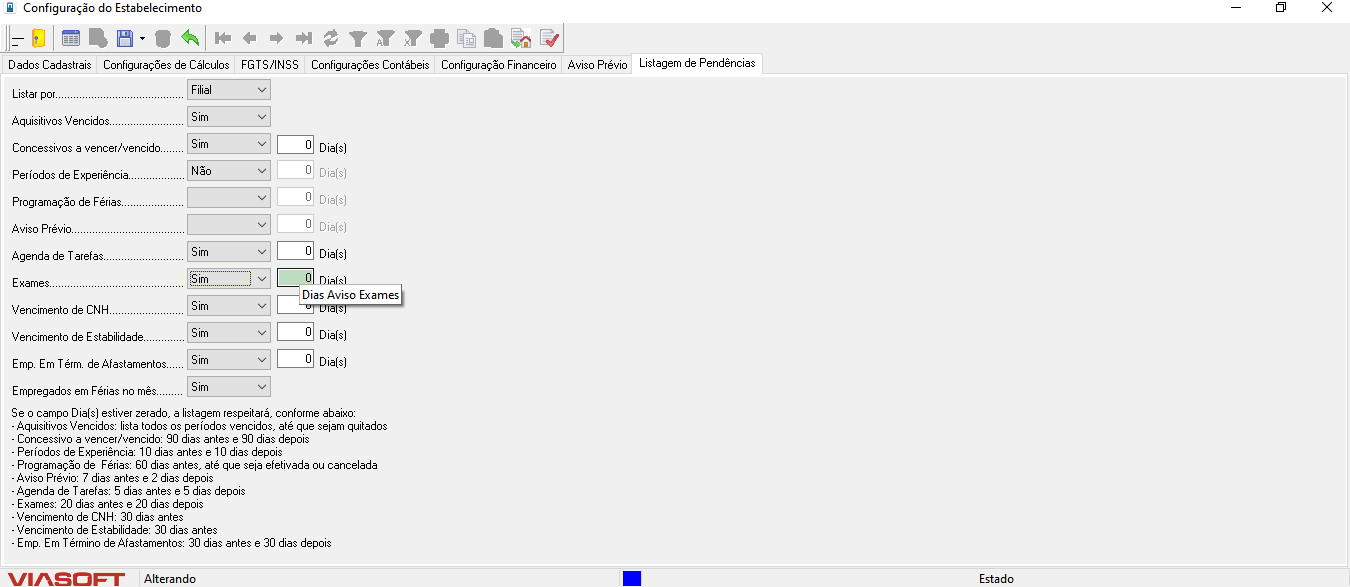 Configuração do Estabelecimento
Dados Cadastrais Configurações de Cálculos FGTS/INSS Configurações Contábeis Configuração Financeiro Aviso Prévio Listagem de Pendências
Listar por........................................... Filial
Aquisitivos Vencidos......................... Sim
Concessivos a vencer/vencido........ Sim 0 Dia(s)
Períodos de Experiência................... Não 0 Dia(s)
Programação de Férias..................... 0 Dia(s)
Aviso Prévio...................................... 0 Dia(s)
Agenda de Tarefas........................... Sim 0 Dia(s)
Exames............................................. Sim 0 Dia(s)
Dias Aviso Exames
Vencimento de CNH......................... Sim 0 Dia(s)
Vencimento de Estabilidade.............. Sim 0 Dia(s)
Emp. Em Térm. de Afastamentos...... Sim 0 Dia(s)
Empregados em Férias no mês......... Sim
Se o campo Dia(s) estiver zerado, a listagem respeitará, conforme abaixo:
- Aquisitivos Vencidos: lista todos os períodos vencidos, até que sejam quitados
- Concessivo a vencer/vencido: 90 dias antes e 90 dias depois
- Períodos de Experiência: 10 dias antes e 10 dias depois
- Programação de Férias: 60 dias antes, até que seja efetivada ou cancelada
- Aviso Prévio: 7 dias antes e 2 dias depois
- Agenda de Tarefas: 5 dias antes e 5 dias depois
- Exames: 20 dias antes e 20 dias depois
- Vencimento de CNH: 30 dias antes
- Vencimento de Estabilidade: 30 dias antes
- Emp. Em Término de Afastamentos: 30 dias antes e 30 dias depois
VIASOFT Alterando Estado